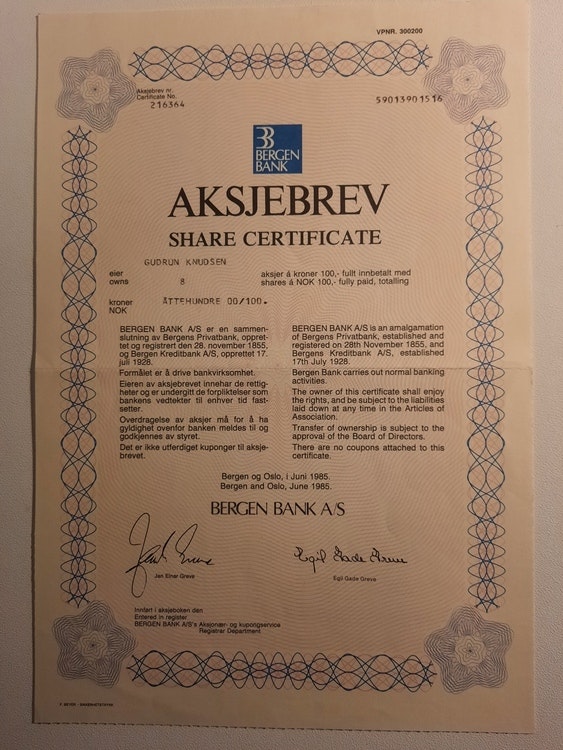 VPNR. 300200
Aksjebrev nr.
Certificate No.
216364
59013901516
BERGEN
BANK
AKSJEBREV
SHARE CERTIFICATE
GUDRUN KNUDSEN
eier
owns
8
aksjer á kroner 100,- fullt innbetalt med
shares á NOK 100,- fully paid, totalling
kroner
NOK
ÅTTEHUNDRE 00/100.
BERGEN BANK A/S er en sammen-
slutning av Bergens Privatbank, oppret-
tet og registrert den 28. november 1855,
og Bergen Kreditbank A/S, opprettet 17.
juli 1928.
Formålet er å drive bankvirksomhet.
Eieren av aksjebrevet innehar de rettig-
heter og er undergitt de forpliktelser som
bankens vedtekter til enhver tid fast-
setter.
Overdragelse av aksjer må for å ha
gyldighet ovenfor banken meldes til og
godkjennes av styret.
Det er ikke utferdiget kuponger til aksje-
brevet.
BERGEN BANK A/S is an amalgamation
of Bergens Privatbank, established and
registered on 28th November 1855, and
Bergens Kreditbank A/S, established
17th July 1928.
Bergen Bank carries out normal banking
activities.
The owner of this certificate shall enjoy
the rights, and be subject to the liabilities
laid down at any time in the Articles of
Association.
Transfer of ownership is subject to the
approval of the Board of Directors.
There are no coupons attached to this
certificate.
Bergen og Oslo, i Juni 1985.
Bergen and Oslo, June 1985.
BERGEN BANK A/S
Jan Einar Greve
Egil Gade Greve
Egil Gade Greve
Innført i aksjeboken den
Entered in register
BERGEN BANK A/S's Aksjonær- og kupongservice
Registrar Department
F. BEYER - SIKKERHETSTRYKK